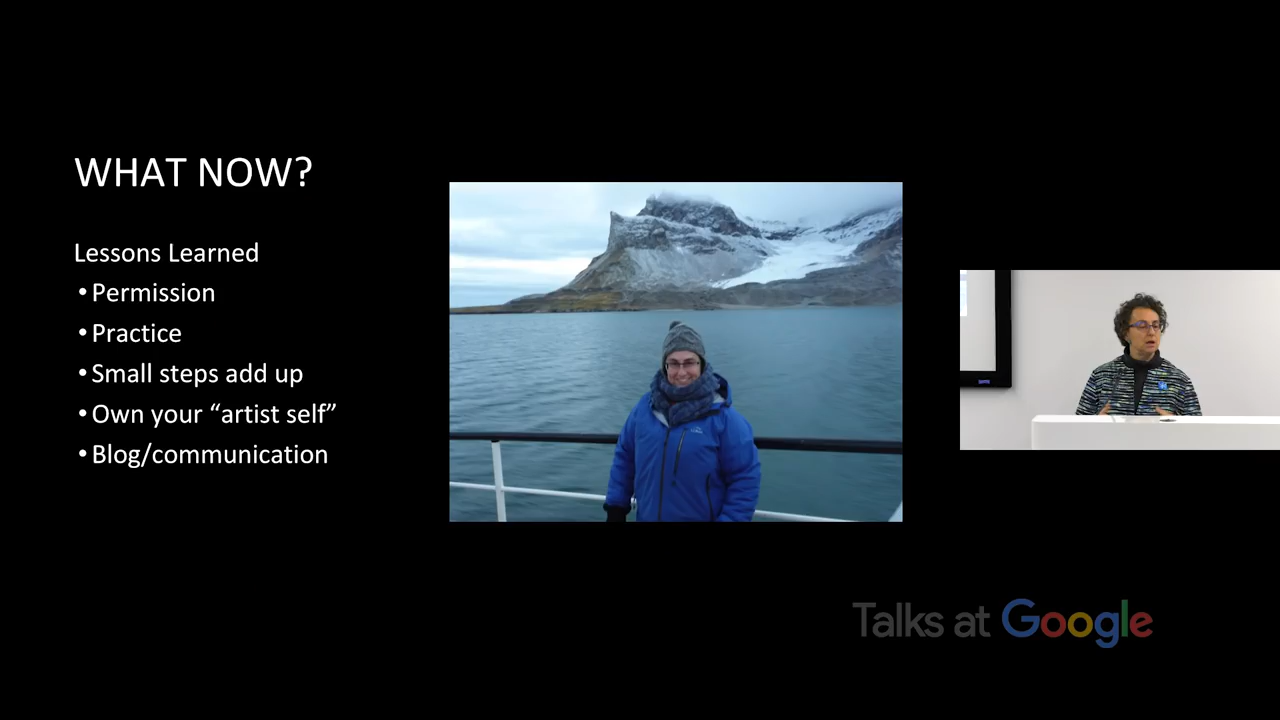 WHAT NOW?
Lessons Learned
• Permission
• Practice
• Small steps add up
• Own your “artist self”
• Blog/communication
Talks at Google